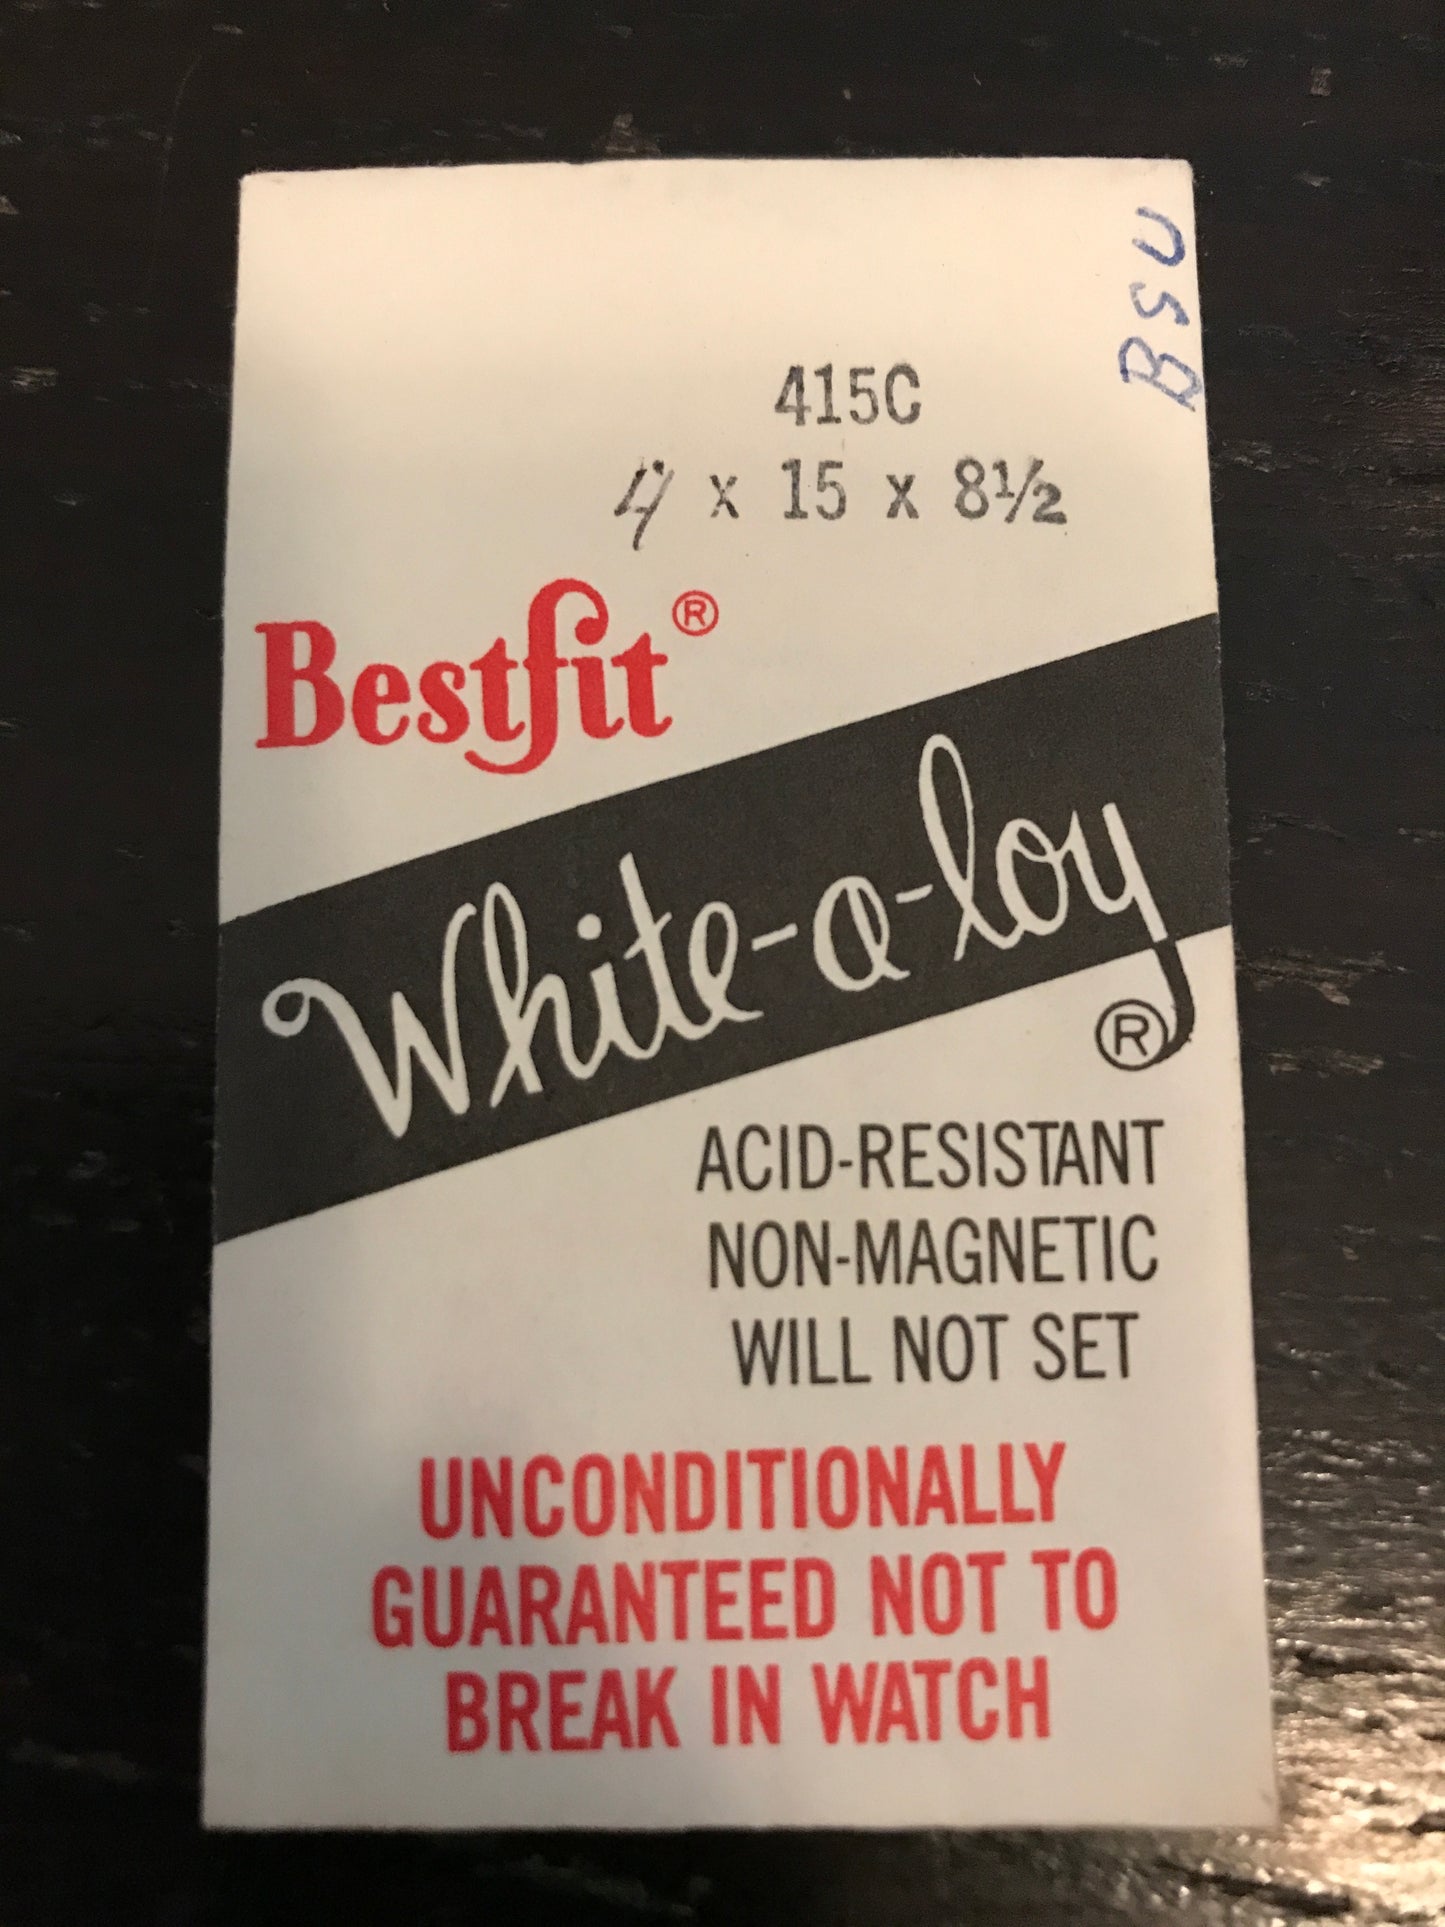 415C
4 x 15 x 8½
Bestfit®
White-a-loy®
ACID-RESISTANT
NON-MAGNETIC
WILL NOT SET
UNCONDITIONALLY
GUARANTEED NOT TO
BREAK IN WATCH